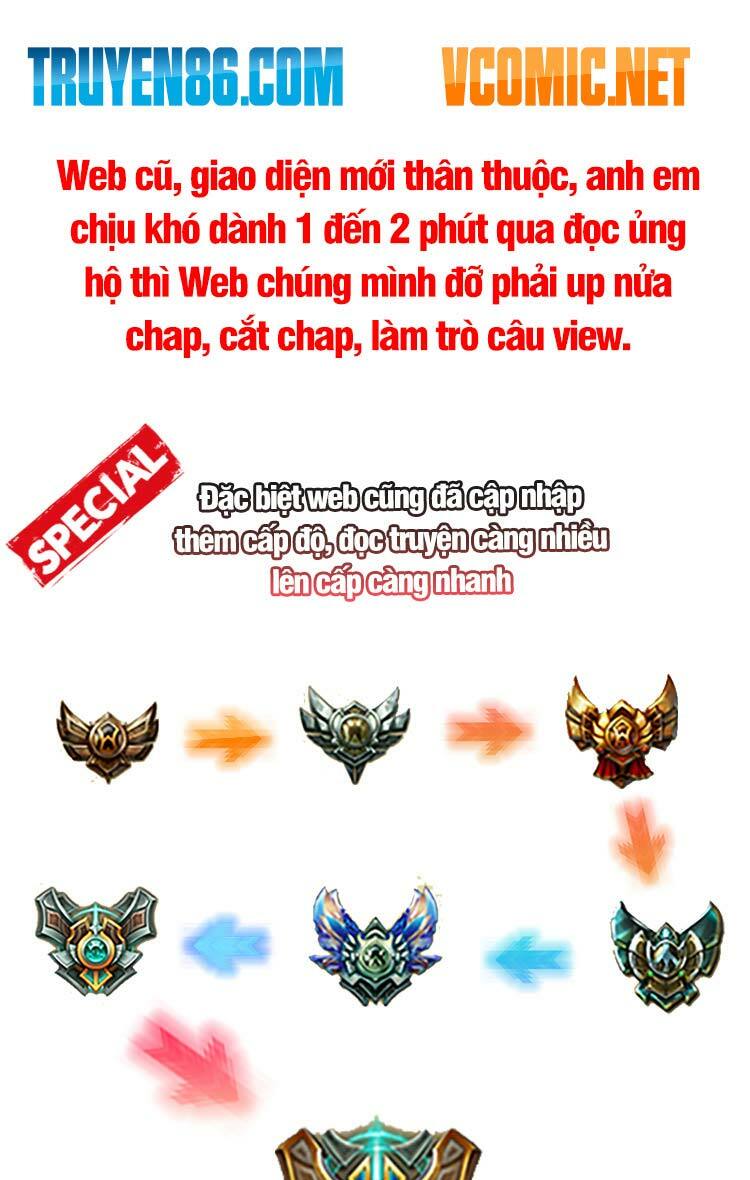 TRUYEN86.COM VCOMIC.NET
Web cũ, giao diện mới thân thuộc, anh em
chịu khó dành 1 đến 2 phút qua đọc ủng
hộ thì Web chúng mình đỡ phải up nửa
chap, cắt chap, làm trò câu view.
SPECIAL
Đặc biệt web cũng đã cập nhập
thêm cấp độ, đọc truyện càng nhiều
lên cấp càng nhanh